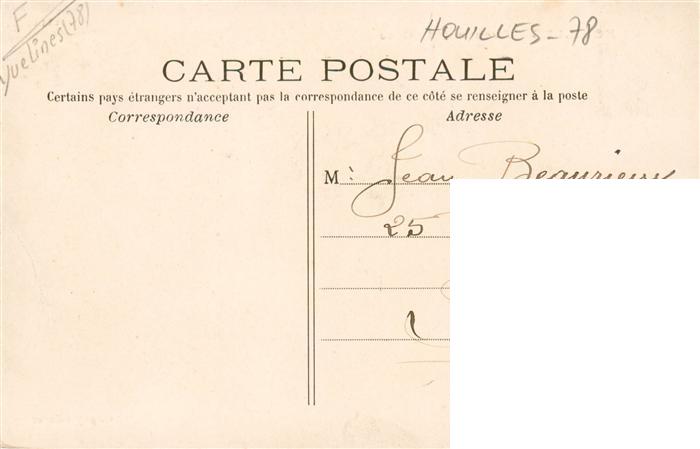 F
Yvelines (78)
HOUILLES - 78
CARTE POSTALE
Certains pays étrangers n'acceptant pas la correspondance de ce côté se renseigner à la poste
Correspondance
Adresse
M: Jean
25